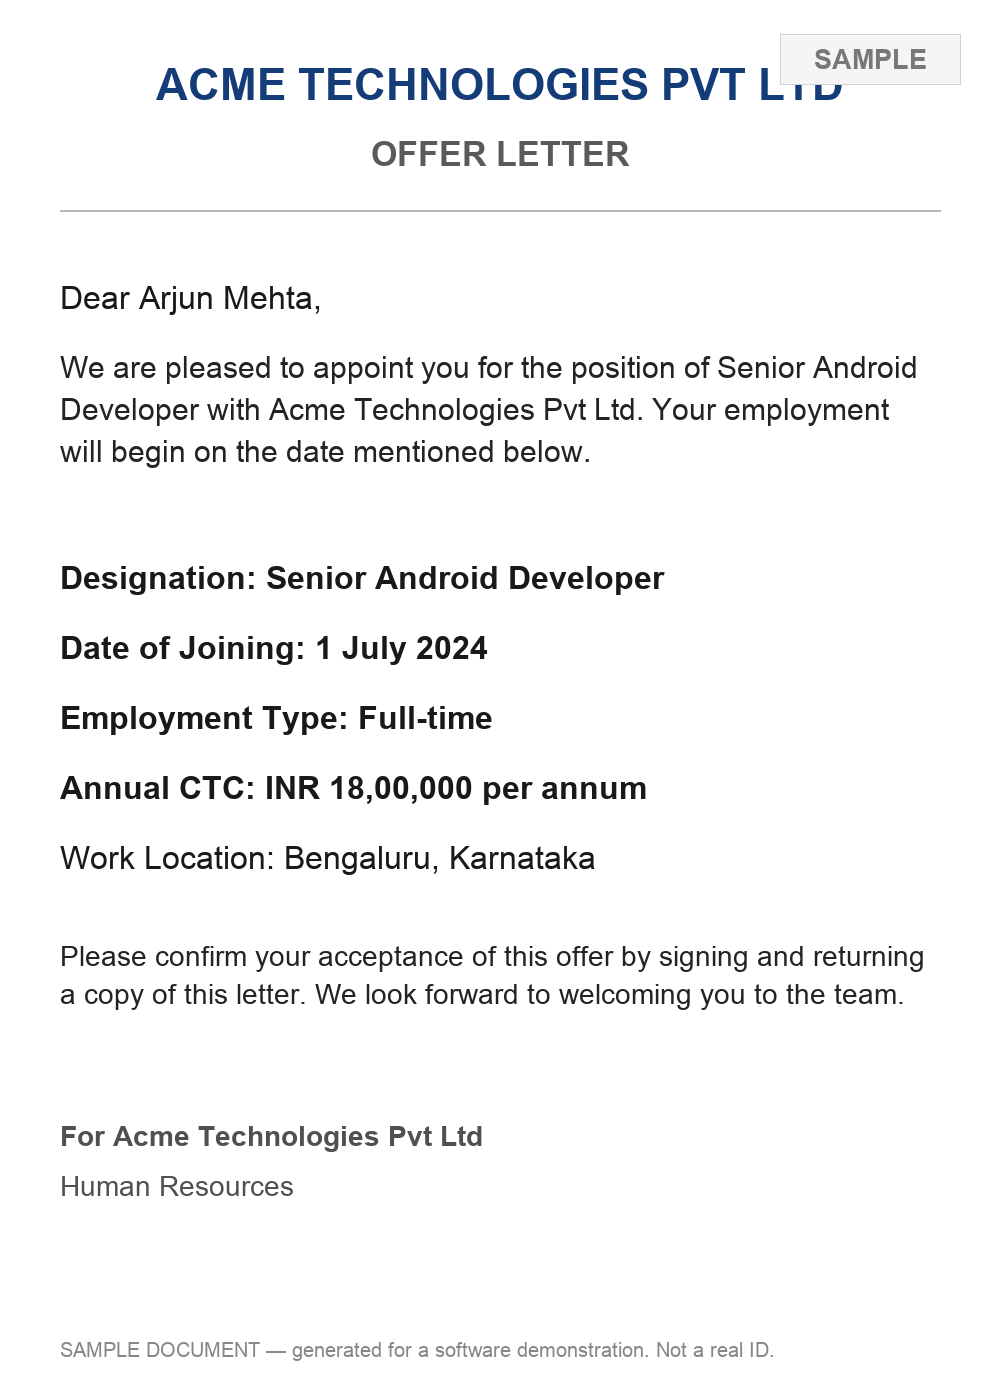 SAMPLE
ACME TECHNOLOGIES PVT LTD
OFFER LETTER
Dear Arjun Mehta,
We are pleased to appoint you for the position of Senior Android
Developer with Acme Technologies Pvt Ltd. Your employment
will begin on the date mentioned below.
Designation: Senior Android Developer
Date of Joining: 1 July 2024
Employment Type: Full-time
Annual CTC: INR 18,00,000 per annum
Work Location: Bengaluru, Karnataka
Please confirm your acceptance of this offer by signing and returning
a copy of this letter. We look forward to welcoming you to the team.
For Acme Technologies Pvt Ltd
Human Resources
SAMPLE DOCUMENT — generated for a software demonstration. Not a real ID.